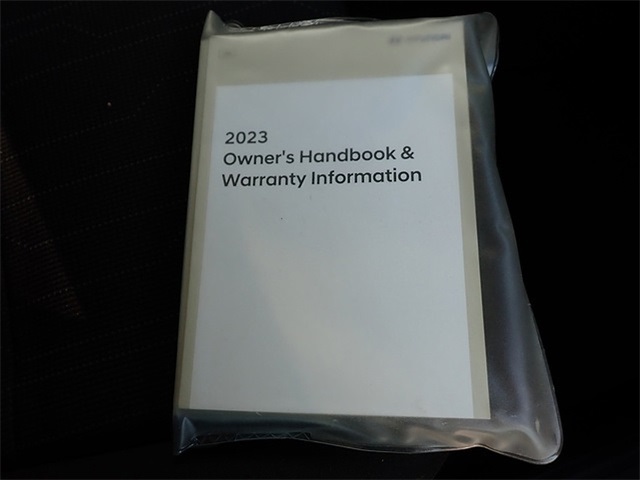 2023
Owner's Handbook &
Warranty Information